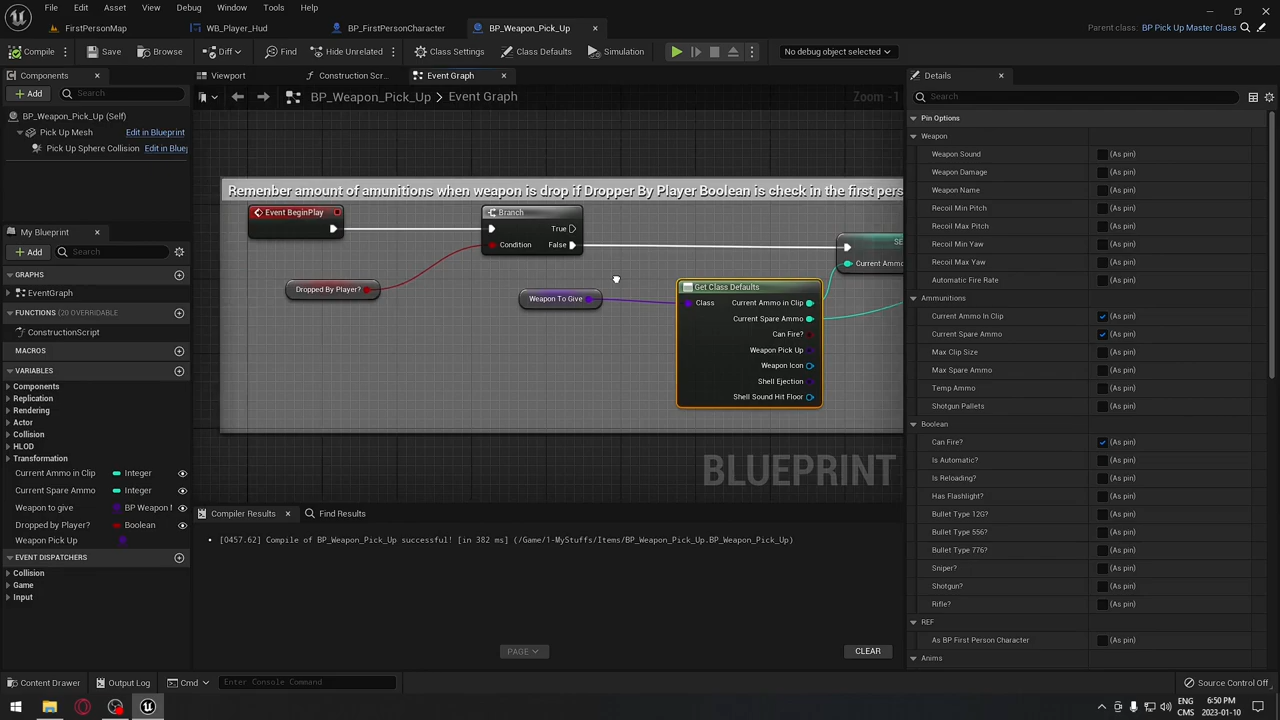 File Edit Asset View Debug Window Tools Help
FirstPersonMap WB_Player_Hud BP_FirstPersonCharacter BP_Weapon_Pick_Up
Parent class: BP Pick Up Master Class
Compile Save Browse Diff Find Hide Unrelated Class Settings Class Defaults Simulation No debug object selected
Components
Add Search
BP_Weapon_Pick_Up (Self)
Pick Up Mesh Edit in Blueprint
Pick Up Sphere Collision Edit in Bluep
My Blueprint
Add Search
GRAPHS
EventGraph
FUNCTIONS (20 OVERRIDABLE)
ConstructionScript
MACROS
VARIABLES
Components
Replication
Rendering
Actor
Collision
HLOD
Transformation
Current Ammo in Clip Integer
Current Spare Ammo Integer
Weapon to give BP Weapon
Dropped by Player? Boolean
Weapon Pick Up
EVENT DISPATCHERS
Collision
Game
Input
Viewport Construction Scr... Event Graph
BP_Weapon_Pick_Up > Event Graph Zoom -1
Remenber amount of amunitions when weapon is drop if Dropper By Player Boolean is check in the first pers
Event BeginPlay
Branch
True
Condition False
Dropped By Player?
Weapon To Give
SE
Current Ammo
Get Class Defaults
Class Current Ammo in Clip
Current Spare Ammo
Can Fire?
Weapon Pick Up
Weapon Icon
Shell Ejection
Shell Sound Hit Floor
BLUEPRINT
Compiler Results Find Results
[0457.62] Compile of BP_Weapon_Pick_Up successful! [in 382 ms] (/Game/1-MyStuffs/Items/BP_Weapon_Pick_Up.BP_Weapon_Pick_Up)
PAGE CLEAR
Details
Search
Pin Options
Weapon
Weapon Sound (As pin)
Weapon Damage (As pin)
Weapon Name (As pin)
Recoil Min Pitch (As pin)
Recoil Max Pitch (As pin)
Recoil Min Yaw (As pin)
Recoil Max Yaw (As pin)
Automatic Fire Rate (As pin)
Ammunitions
Current Ammo In Clip (As pin)
Current Spare Ammo (As pin)
Max Clip Size (As pin)
Max Spare Ammo (As pin)
Temp Ammo (As pin)
Shotgun Pallets (As pin)
Boolean
Can Fire? (As pin)
Is Automatic? (As pin)
Is Reloading? (As pin)
Has Flashlight? (As pin)
Bullet Type 12G? (As pin)
Bullet Type 556? (As pin)
Bullet Type 776? (As pin)
Sniper? (As pin)
Shotgun? (As pin)
Rifle? (As pin)
REF
As BP First Person Character (As pin)
Anims
Content Drawer Output Log Cmd Enter Console Command Source Control Off
ENG
CMS
6:50 PM
2023-01-10